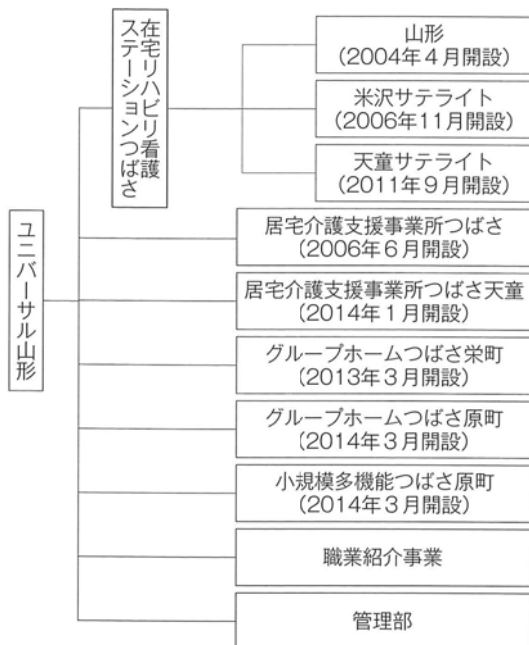 ユニバーサル山形
在宅リハビリ看護
ステーションつばさ
山形
（2004年4月開設）
米沢サテライト
（2006年11月開設）
天童サテライト
（2011年9月開設）
居宅介護支援事業所つばさ
（2006年6月開設）
居宅介護支援事業所つばさ天童
（2014年1月開設）
グループホームつばさ栄町
（2013年3月開設）
グループホームつばさ原町
（2014年3月開設）
小規模多機能つばさ原町
（2014年3月開設）
職業紹介事業
管理部